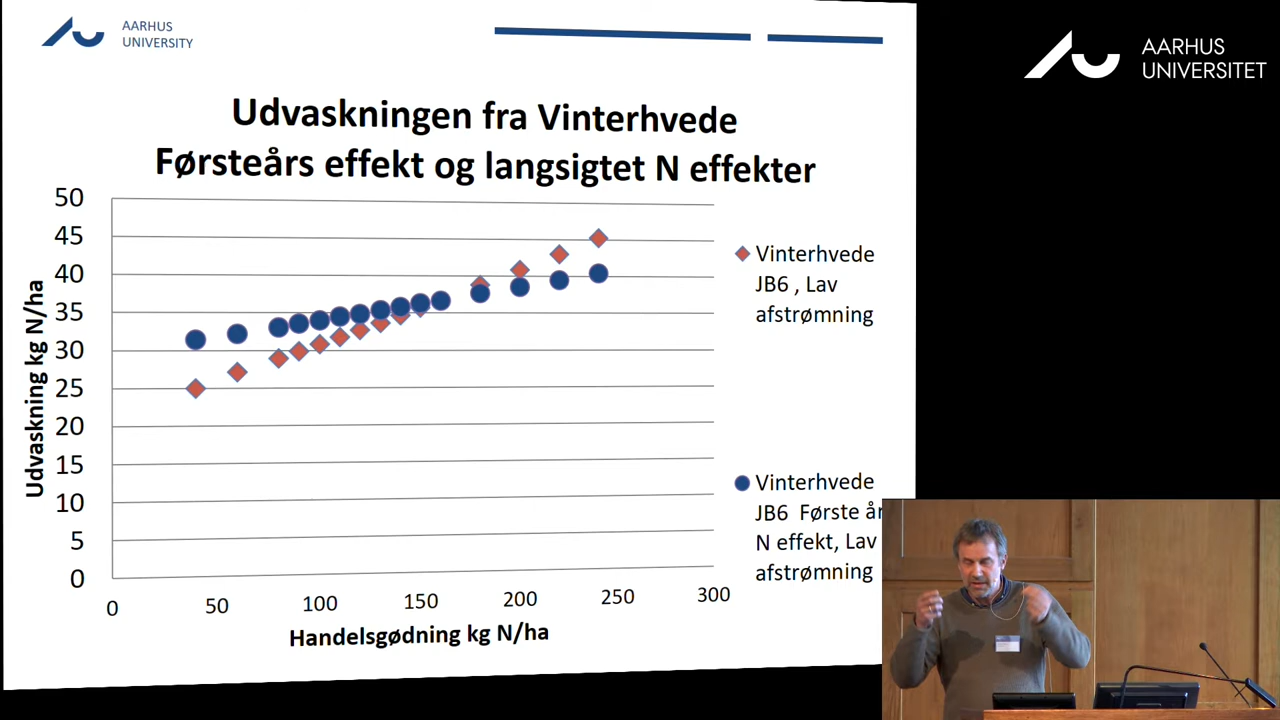 AARHUS
UNIVERSITY
AARHUS
UNIVERSITET
Udvaskningen fra Vinterhvede
Førsteårs effekt og langsigtet N effekter
50
45
40
35
30
25
20
15
10
5
0
Udvaskning kg N/ha
0
50
100
150
200
250
300
Handelsgødning kg N/ha
Vinterhvede
JB6 , Lav
afstrømning
Vinterhvede
JB6 Første år
N effekt, Lav
afstrømning